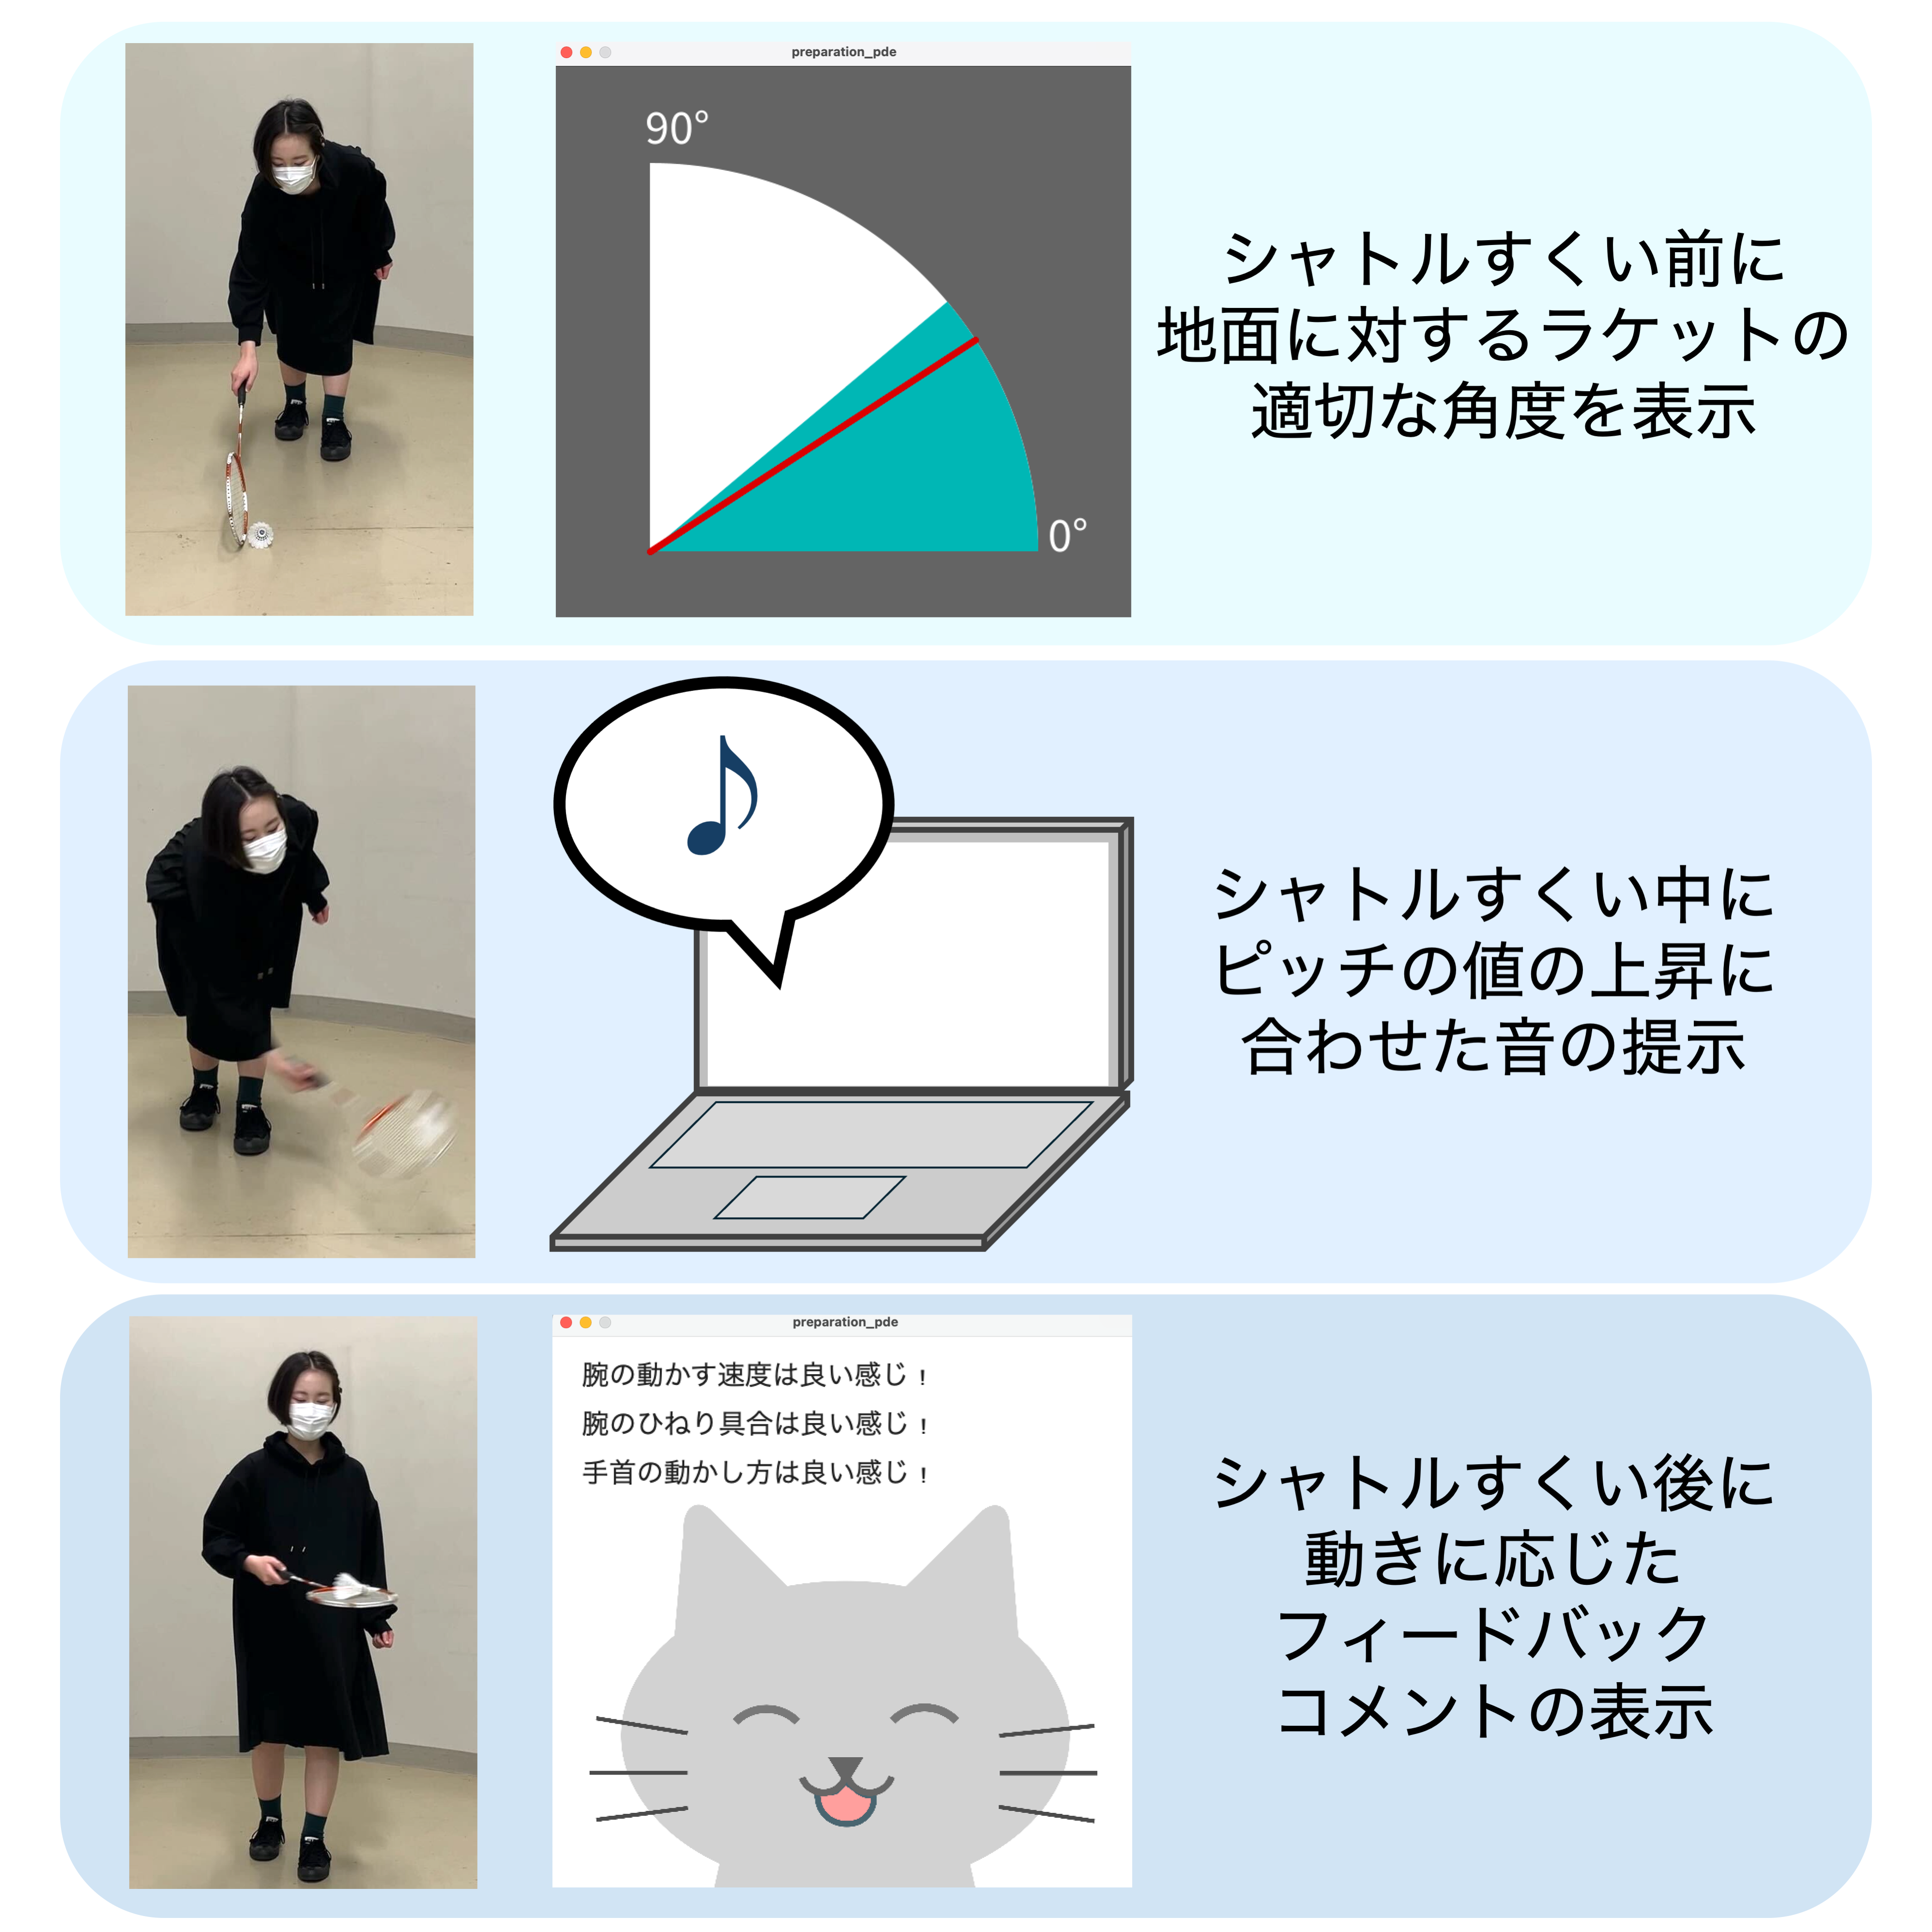 preparation_pde
90°
0°
シャトルすくい前に
地面に対するラケットの
適切な角度を表示
シャトルすくい中に
ピッチの値の上昇に
合わせた音の提示
preparation_pde
腕の動かす速度は良い感じ！
腕のひねり具合は良い感じ！
手首の動かし方は良い感じ！
シャトルすくい後に
動きに応じた
フィードバック
コメントの表示